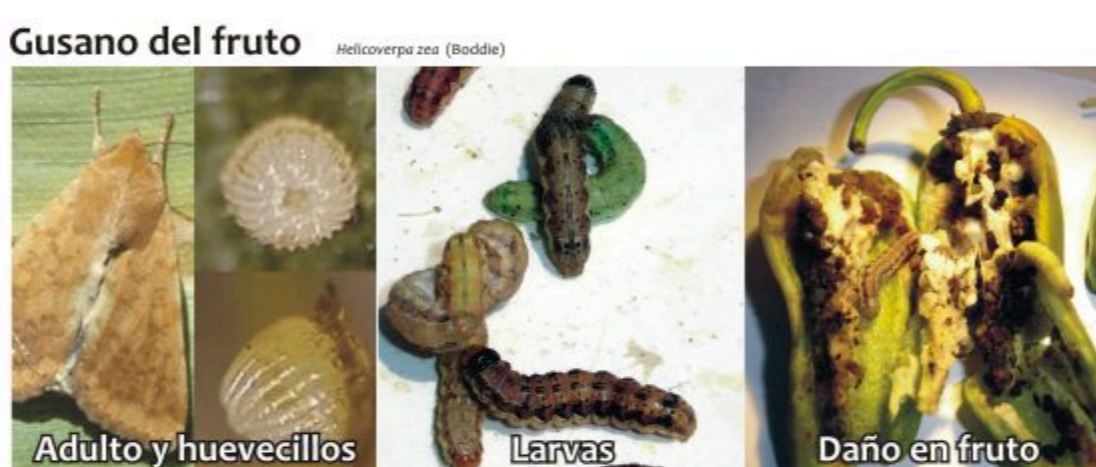 Gusano del fruto Helicoverpa zea (Boddie)
Adulto y huevecillos
Larvas
Daño en fruto